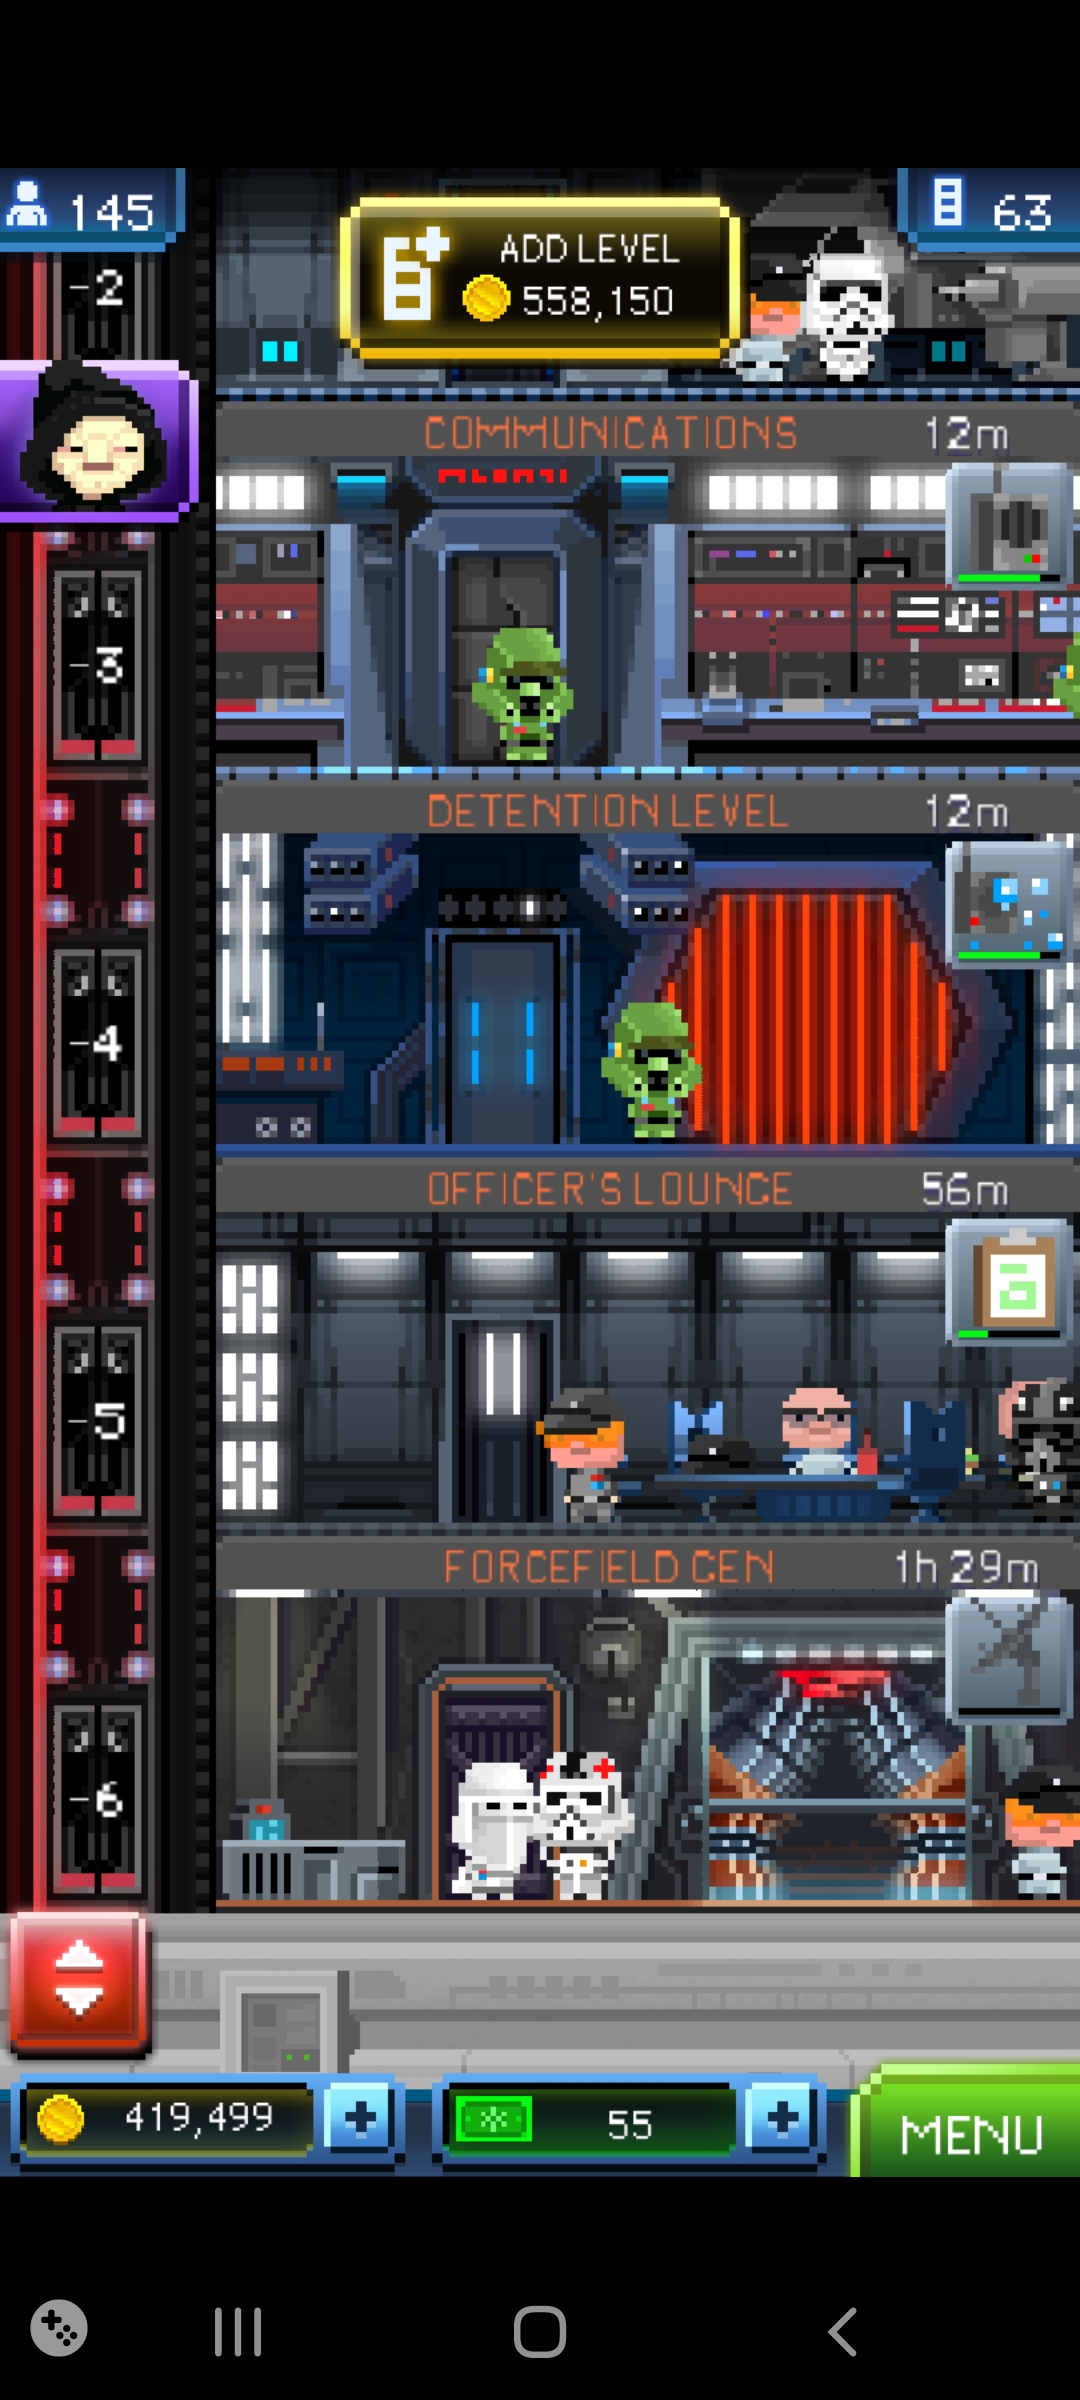 145
ADD LEVEL
558,150
63
-2
COMMUNICATIONS 12m
-3
DETENTION LEVEL 12m
-4
OFFICER'S LOUNGE 56m
-5
FORCEFIELD GEN 1h 29m
-6
419,499
55
MENU